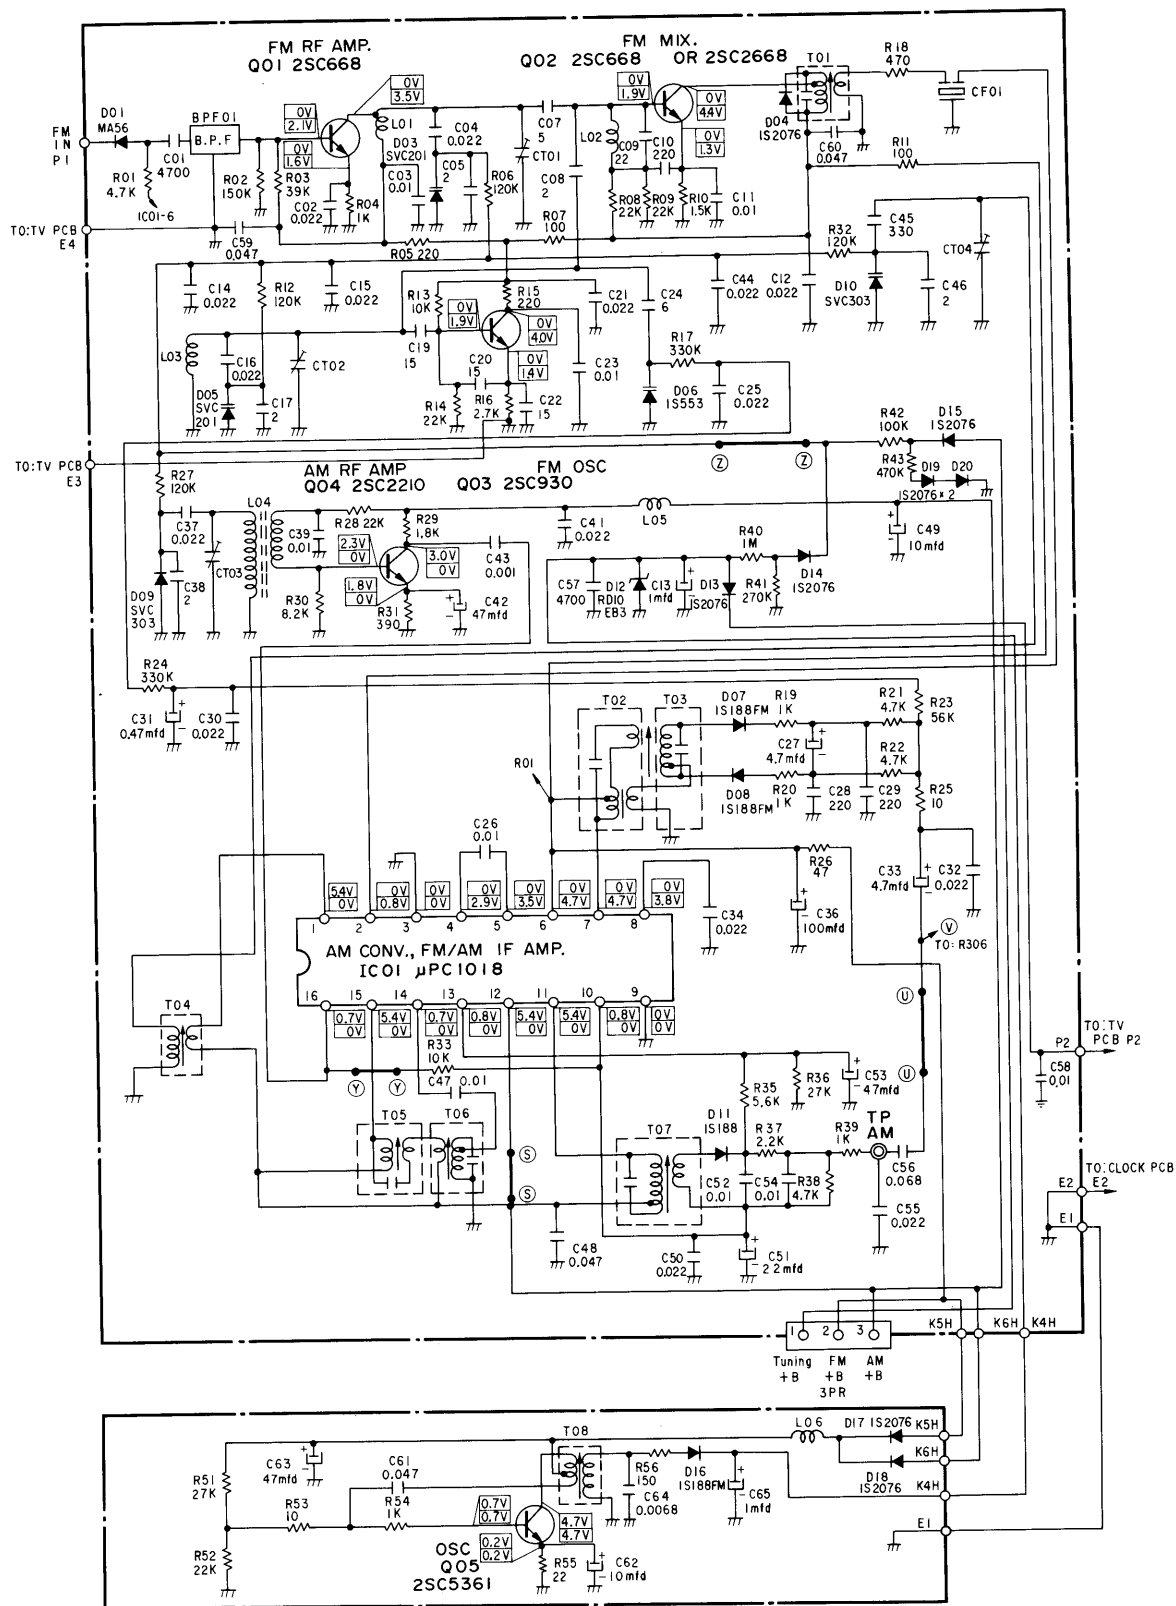 FM RF AMP.
Q01 2SC668
FM MIX.
Q02 2SC668 OR 2SC2668
T01
R18
470
CF01
D01
MA56
BPF01
B.P.F
FM
IN
P1
R01
4.7K
C01
4700
IC01-6
R02
150K
R03
39K
0V
2.1V
0V
3.5V
0V
1.6V
C02
0.022
R04
1K
L01
D03
SVC201
C03
0.01
C04
0.022
C05
2
R06
120K
CT01
C07
5
C08
2
L02
C09
22
C10
220
0V
1.9V
0V
4.4V
0V
1.3V
R08
22K
R09
22K
R10
1.5K
C11
0.01
D04
1S2076
C60
0.047
R11
100
TO:TV PCB
E4
C59
0.047
R05 220
R07
100
R32
120K
C45
330
CT04
C14
0.022
R12
120K
C15
0.022
R13
10K
R15
220
C21
0.022
C24
6
C44
0.022
C12
0.022
D10
SVC303
C46
2
L03
C16
0.022
CT02
D05
SVC
201
C17
2
C19
15
0V
1.9V
0V
4.0V
0V
1.4V
C20
15
R14
22K
R16
2.7K
C22
15
C23
0.01
R17
330K
D06
1S553
C25
0.022
R42
100K
D15
1S2076
R43
470K
D19
D20
1S2076×2
TO:TV PCB
E3
Z
Z
AM RF AMP
Q04 2SC2210
FM OSC
Q03 2SC930
R27
120K
C37
0.022
L04
C39
0.01
R28 22K
R29
1.8K
C41
0.022
L05
C49
10mfd
2.3V
0V
3.0V
0V
1.8V
0V
C43
0.001
D09
SVC
303
C38
2
CT03
R30
8.2K
R31
390
C42
47mfd
C57
4700
D12
RD10
EB3
C13
1mfd
D13
1S2076
R40
1M
R41
270K
D14
1S2076
R24
330K
C31
0.47mfd
C30
0.022
T02
T03
D07
1S188FM
R19
1K
R21
4.7K
R23
56K
C27
4.7mfd
R22
4.7K
D08
1S188FM
R20
1K
C28
220
C29
220
R25
10
R01
C26
0.01
R26
47
C33
4.7mfd
C32
0.022
C34
0.022
C36
100mfd
V
TO:R306
5.4V
0V
0V
0.8V
0V
0V
0V
2.9V
0V
3.5V
0V
4.7V
0V
4.7V
0V
3.8V
1 2 3 4 5 6 7 8
AM CONV., FM/AM IF AMP.
IC01 μPC1018
16 15 14 13 12 11 10 9
0.7V
0V
5.4V
0V
0.7V
0V
0.8V
0V
5.4V
0V
5.4V
0V
0.8V
0V
0V
0V
T04
R33
10K
Y
Y
C47 0.01
T05
T06
S
S
U
U
R35
5.6K
R36
27K
C53
47mfd
D11
1S188
R37
2.2K
R39
1K
TP
AM
T07
C52
0.01
C54
0.01
R38
4.7K
C56
0.068
C55
0.022
C48
0.047
C50
0.022
C51
22mfd
P2
TO:TV
PCB P2
C58
0.01
TO:CLOCK PCB
E2
E2
E1
1 2 3
Tuning
+B
FM
+B
AM
+B
3PR
K5H
K6H
K4H
L06
D17 1S2076
K5H
K6H
D18
1S2076
K4H
E1
T08
R51
27K
C63
47mfd
C61
0.047
R53
10
R54
1K
0.7V
0.7V
4.7V
4.7V
0.2V
0.2V
R56
150
D16
1S188FM
C64
0.0068
C65
1mfd
R52
22K
OSC
Q05
2SC5361
R55
22
C62
10mfd